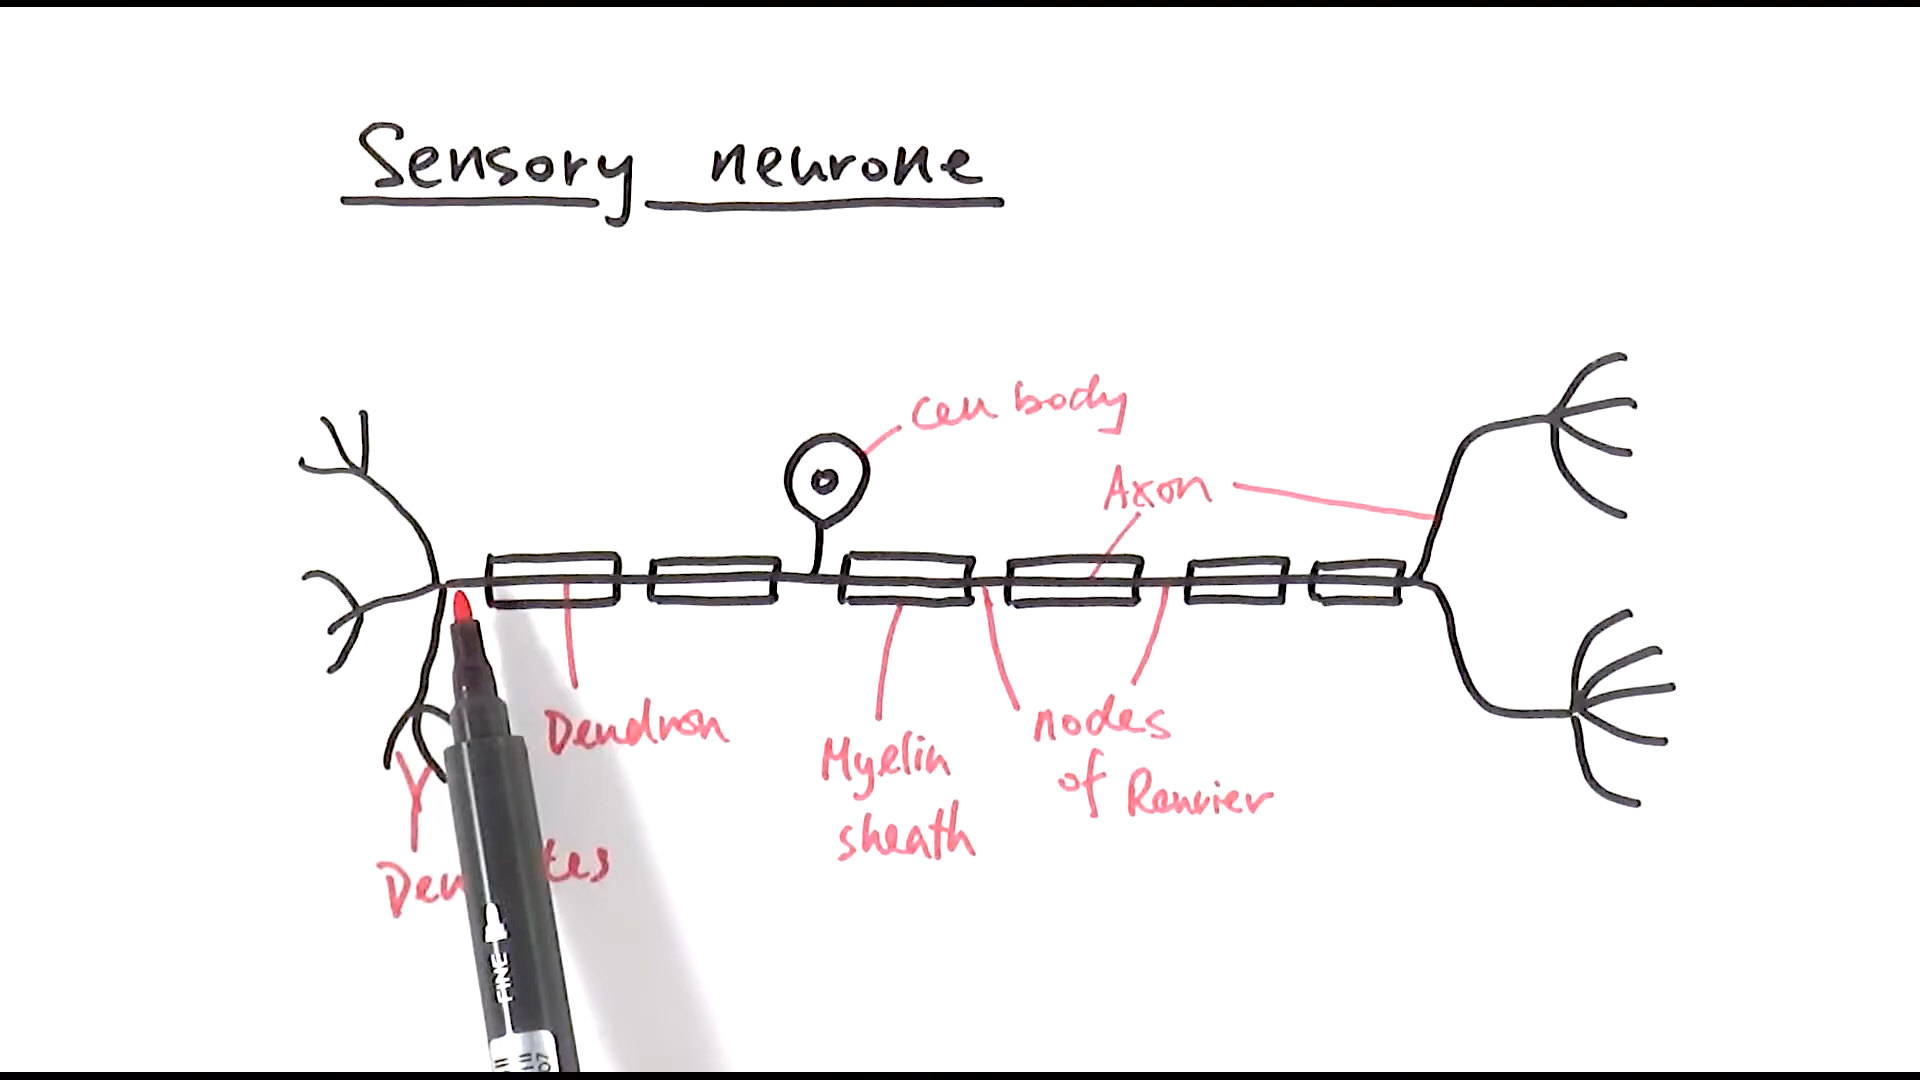 Sensory neurone
cell body
Axon
Dendron
Myelin
sheath
nodes
of Ranvier
FINE